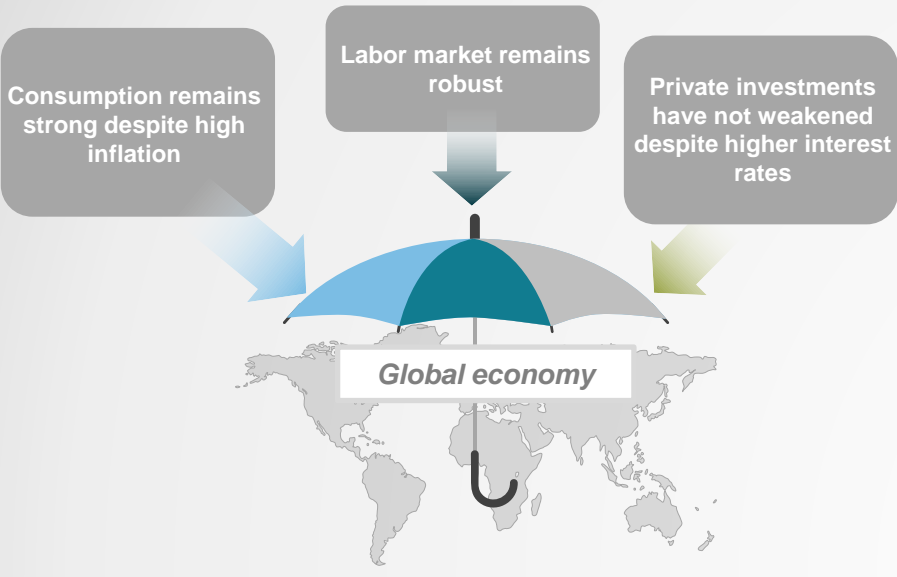 Consumption remains
strong despite high
inflation
Labor market remains
robust
Private investments
have not weakened
despite higher interest
rates
Global economy